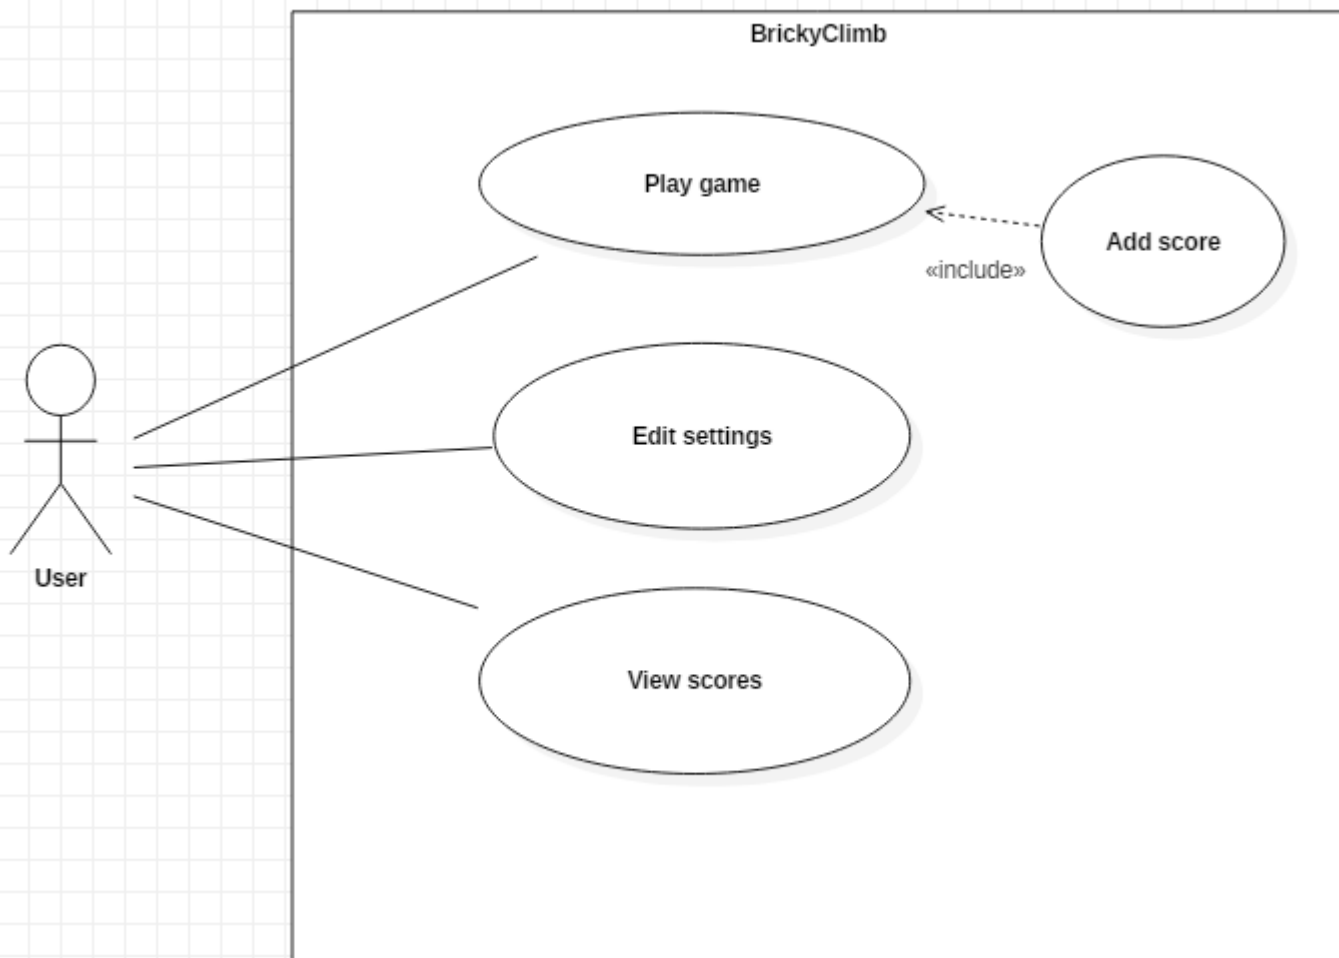 BrickyClimb
Play game
Add score
«include»
Edit settings
User
View scores